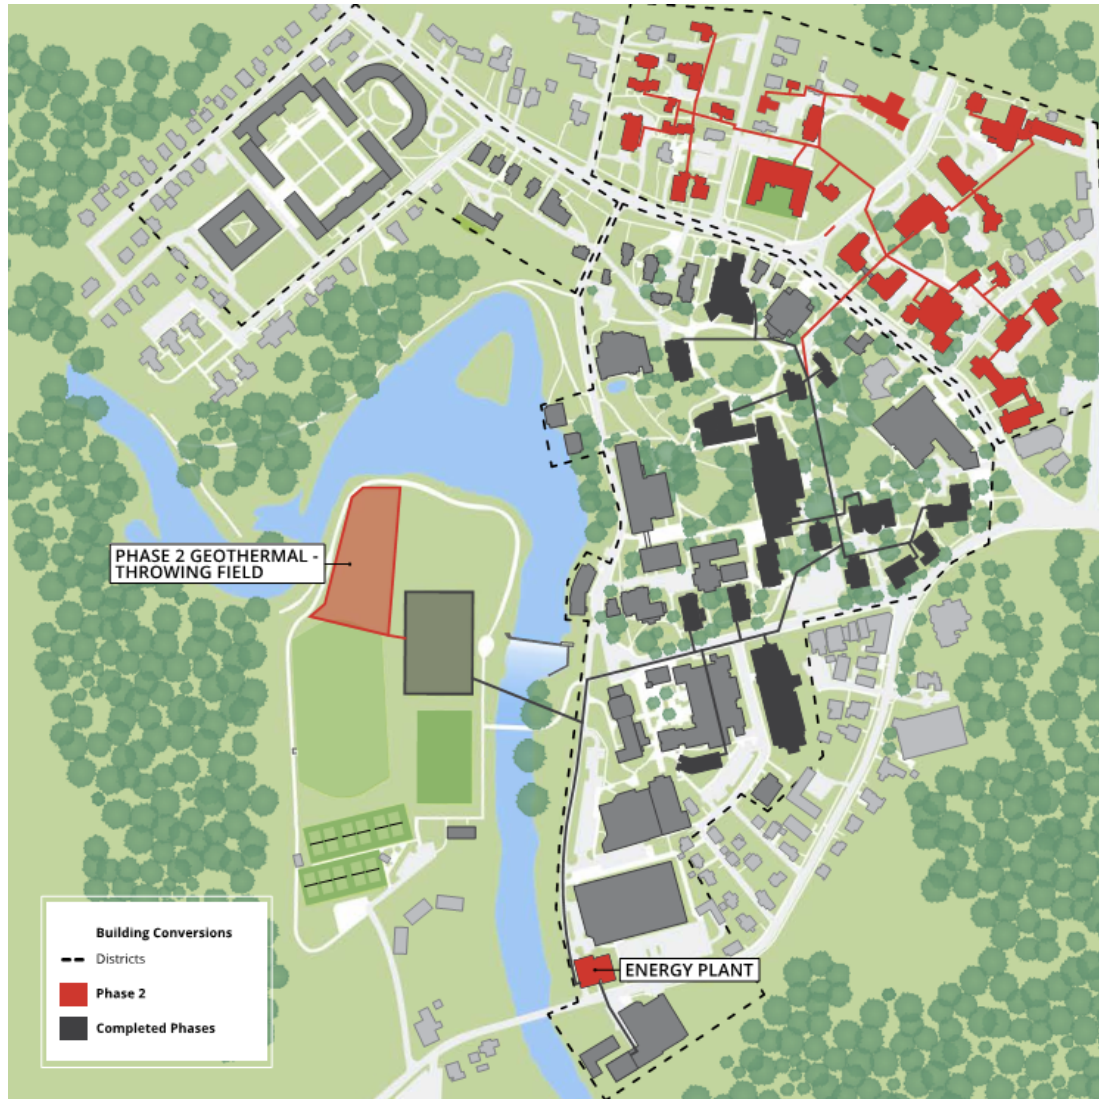 PHASE 2 GEOTHERMAL -
THROWING FIELD
ENERGY PLANT
Building Conversions
Districts
Phase 2
Completed Phases